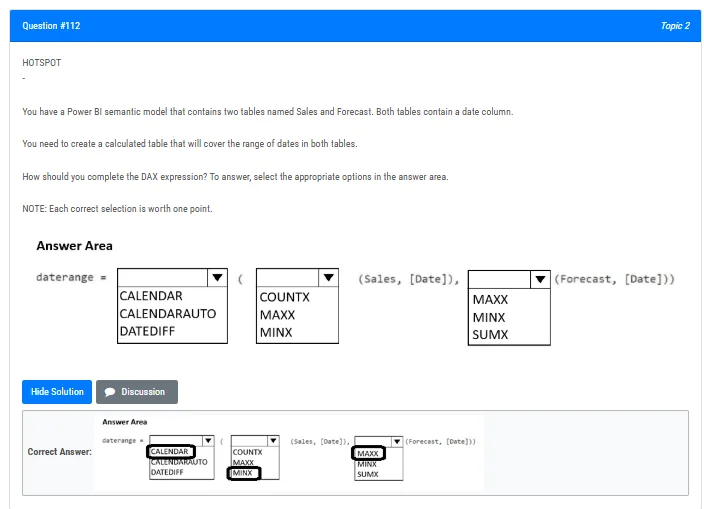 Question #112 Topic 2
HOTSPOT
-
You have a Power BI semantic model that contains two tables named Sales and Forecast. Both tables contain a date column.
You need to create a calculated table that will cover the range of dates in both tables.
How should you complete the DAX expression? To answer, select the appropriate options in the answer area.
NOTE: Each correct selection is worth one point.
Answer Area
daterange = ( (Sales, [Date]), (Forecast, [Date]))
CALENDAR COUNTX MAXX
CALENDARAUTO MAXX MINX
DATEDIFF MINX SUMX
Hide Solution Discussion
Answer Area
daterange = ( (Sales, [Date]), (Forecast, [Date]))
Correct Answer: CALENDAR COUNTX MAXX
CALENDARAUTO MAXX MINX
DATEDIFF MINX SUMX